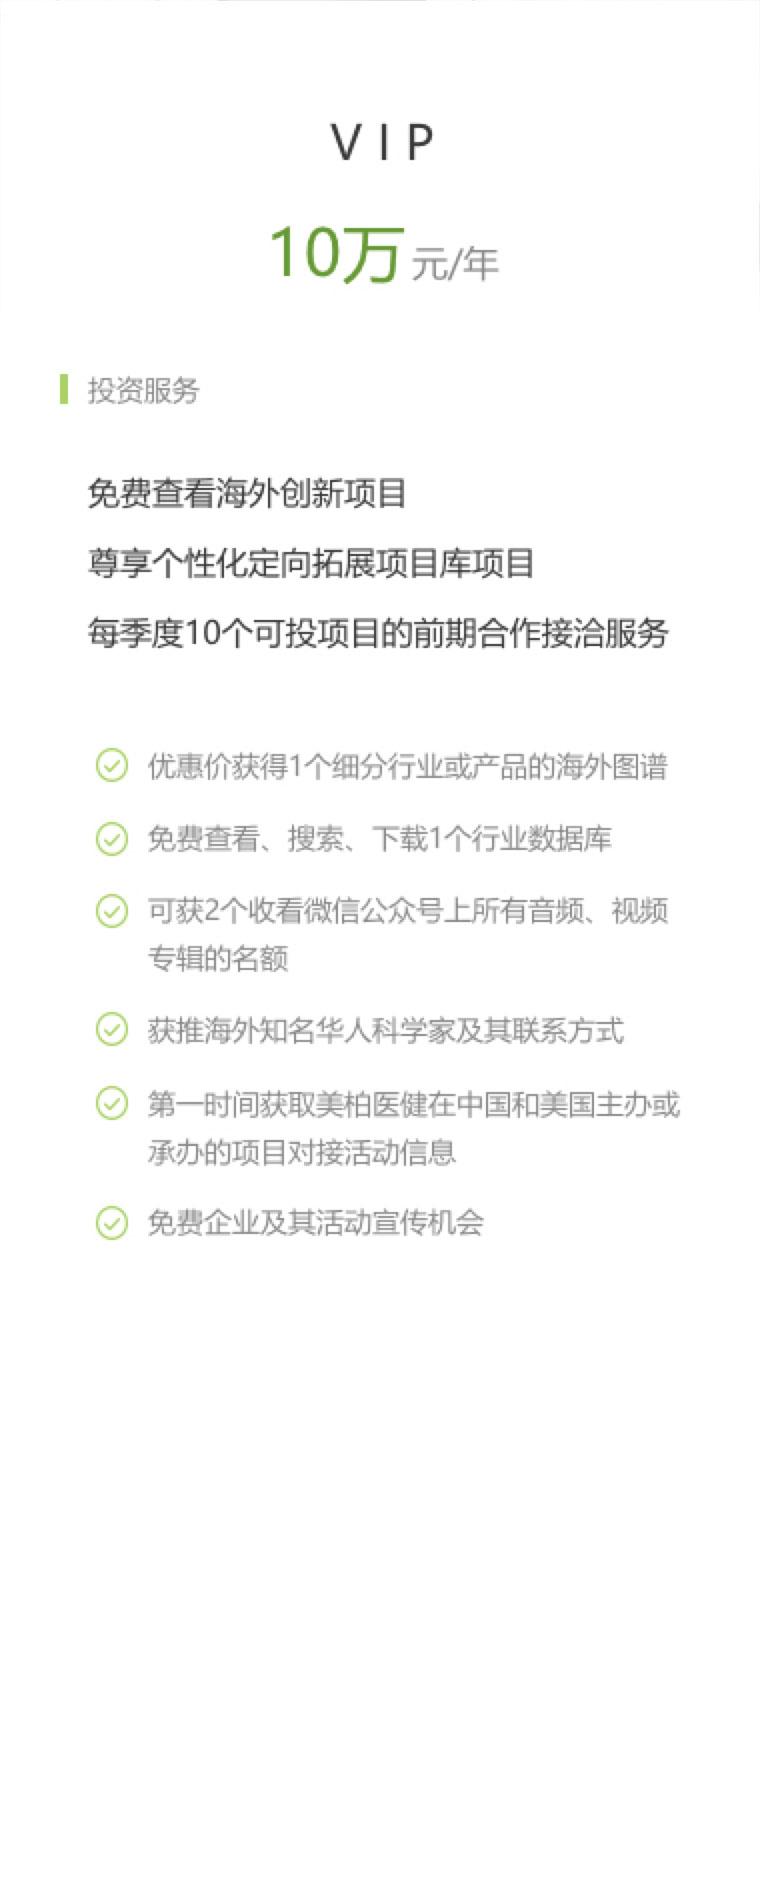 VIP
10万元/年
投资服务
免费查看海外创新项目
尊享个性化定向拓展项目库项目
每季度10个可投项目的前期合作接洽服务
优惠价获得1个细分行业或产品的海外图谱
免费查看、搜索、下载1个行业数据库
可获2个收看微信公众号上所有音频、视频
专辑的名额
获推海外知名华人科学家及其联系方式
第一时间获取美柏医健在中国和美国主办或
承办的项目对接活动信息
免费企业及其活动宣传机会